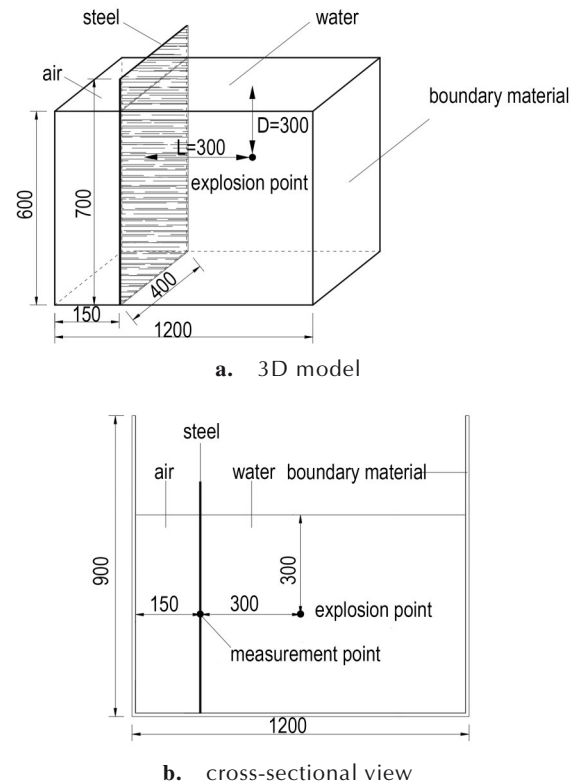 steel
water
air
boundary material
D=300
L=300
explosion point
600
700
400
150
1200
a. 3D model
steel
air water boundary material
900
300
150 300 explosion point
measurement point
1200
b. cross-sectional view